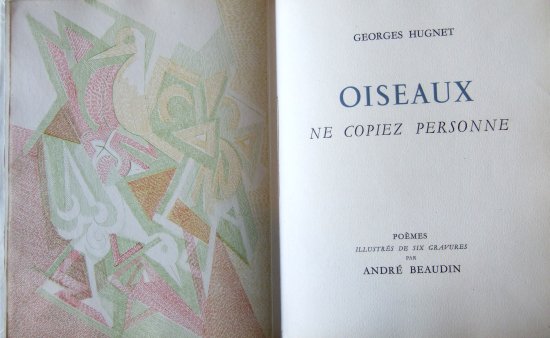 GEORGES HUGNET
OISEAUX
NE COPIEZ PERSONNE
POÈMES
ILLUSTRÉS DE SIX GRAVURES
PAR
ANDRÉ BEAUDIN